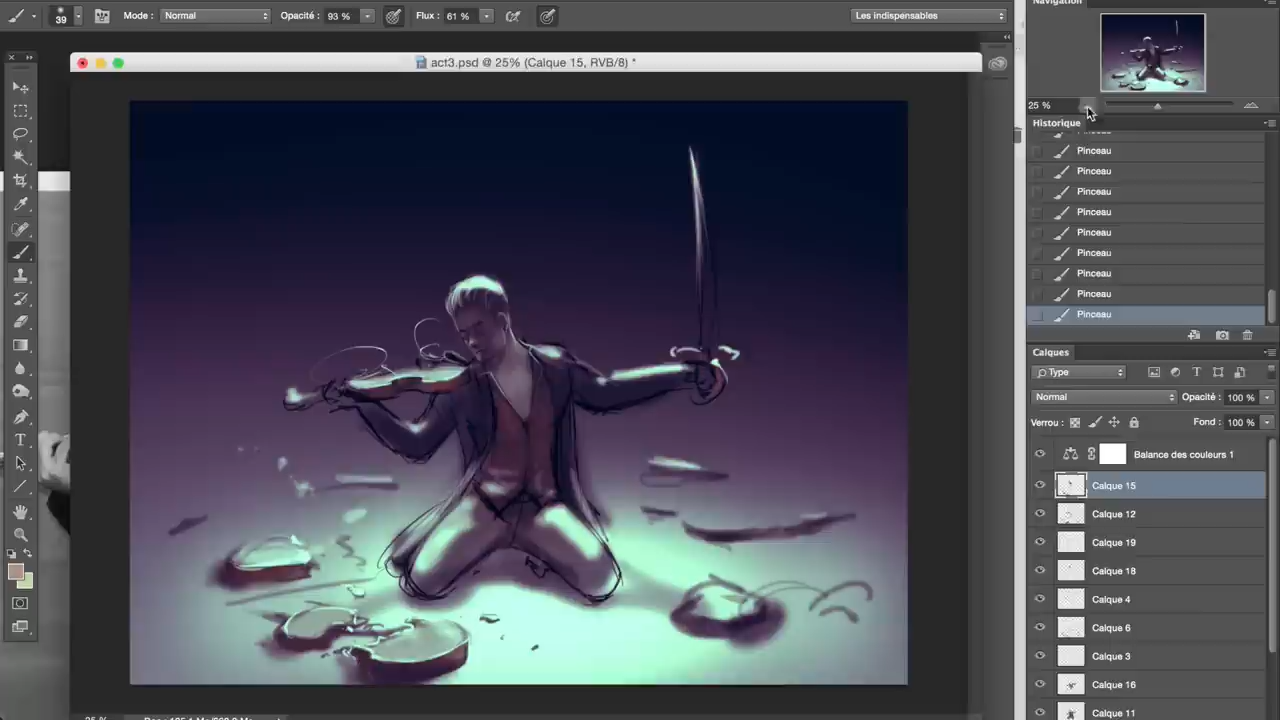 39 Mode : Normal Opacité : 93 % Flux : 61 % Les indispensables
Navigation
act3.psd @ 25% (Calque 15, RVB/8) *
25 %
Historique
Pinceau
Pinceau
Pinceau
Pinceau
Pinceau
Pinceau
Pinceau
Pinceau
Pinceau
Calques
Type
Normal Opacité : 100 %
Verrou : Fond : 100 %
Balance des couleurs 1
Calque 15
Calque 12
Calque 19
Calque 18
Calque 4
Calque 6
Calque 3
Calque 16
Calque 11
25 %